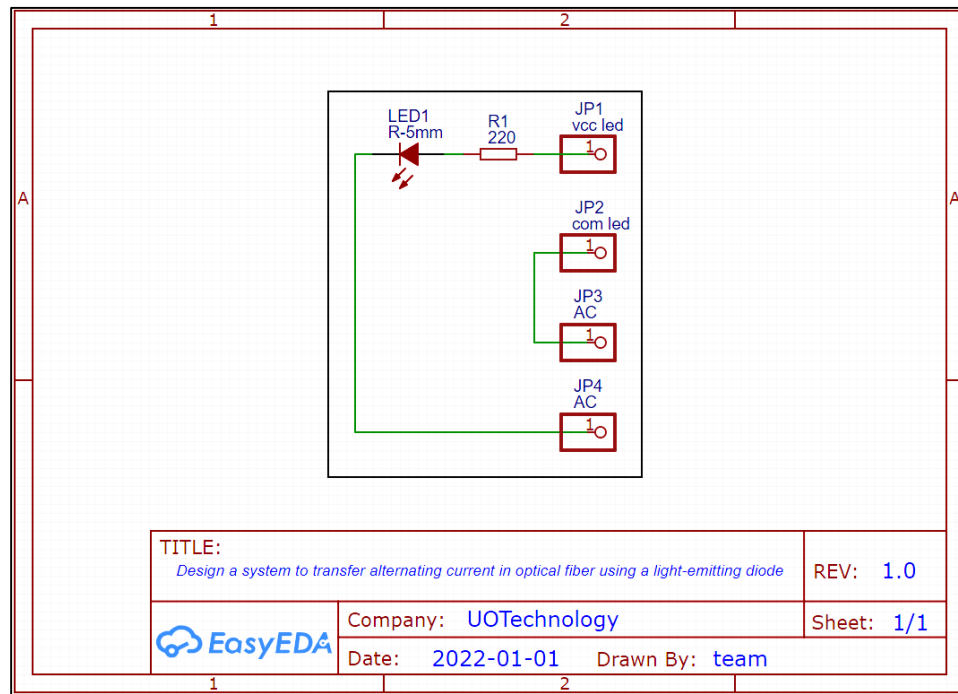 1 2
LED1
R-5mm
R1
220
JP1
vcc led
1
A A
JP2
com led
1
JP3
AC
1
JP4
AC
1
TITLE:
Design a system to transfer alternating current in optical fiber using a light-emitting diode
REV: 1.0
EasyEDA
Company: UOTechnology
Sheet: 1/1
Date: 2022-01-01 Drawn By: team
1 2